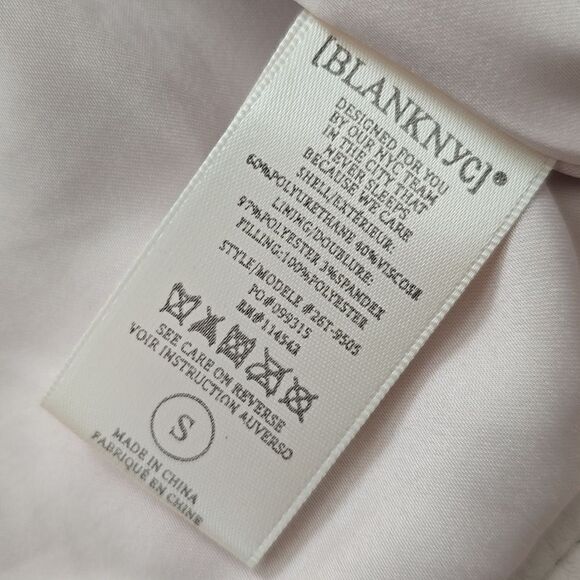 [BLANKNYC]®
DESIGNED FOR YOU
BY OUR NYC TEAM
IN THE CITY THAT
NEVER SLEEPS
BECAUSE WE CARE
SHELL/EXTÉRIEUR:
60%POLYURETHANE 40%VISCOSE
LINING/DOUBLURE:
97%POLYESTER 3%SPANDEX
FILLING:100%POLYESTER
STYLE/MODELE #26T-9505
PO#099315
RN#114542
SEE CARE ON REVERSE
VOIR INSTRUCTION AUVERSO
S
MADE IN CHINA
FABRIQUÉ EN CHINE